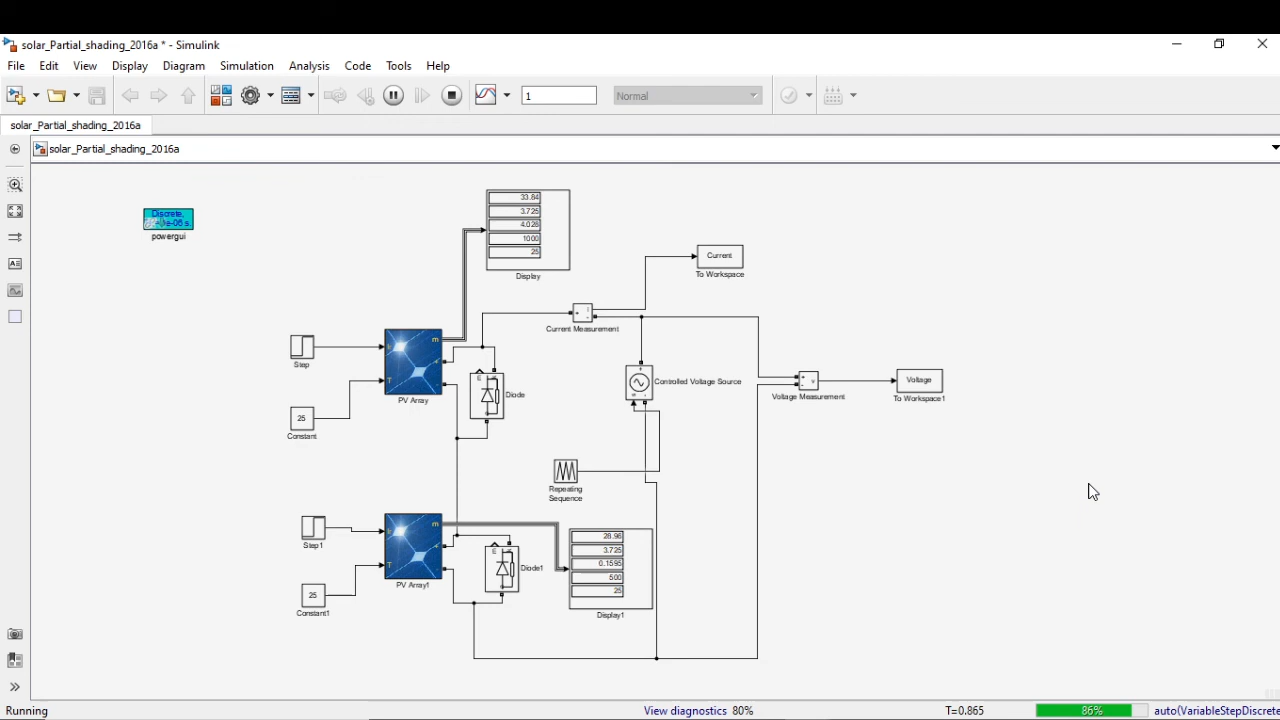 solar_Partial_shading_2016a * - Simulink
File Edit View Display Diagram Simulation Analysis Code Tools Help
1
Normal
solar_Partial_shading_2016a
solar_Partial_shading_2016a
Discrete,
powergui
33.84
3.725
4.028
1000
25
Display
Current
To Workspace
Current Measurement
Step
m
T
PV Array
25
Constant
Diode
Controlled Voltage Source
Voltage Measurement
Voltage
To Workspace1
Repeating
Sequence
Step1
m
T
PV Array1
25
Constant1
Diode1
28.96
3.725
0.1595
500
25
Display1
Running
View diagnostics 80%
T=0.865
86%
auto(VariableStepDiscrete